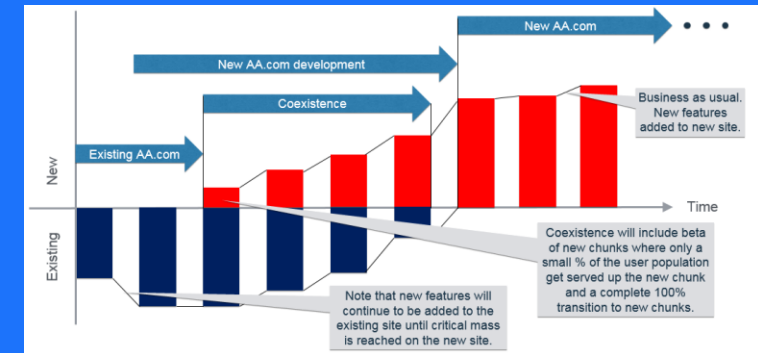 New AA.com
New AA.com development
Coexistence
Existing AA.com
Business as usual.
New features
added to new site.
New
Existing
Time
Coexistence will include beta
of new chunks where only a
small % of the user population
get served up the new chunk
and a complete 100%
transition to new chunks.
Note that new features will
continue to be added to the
existing site until critical mass
is reached on the new site.